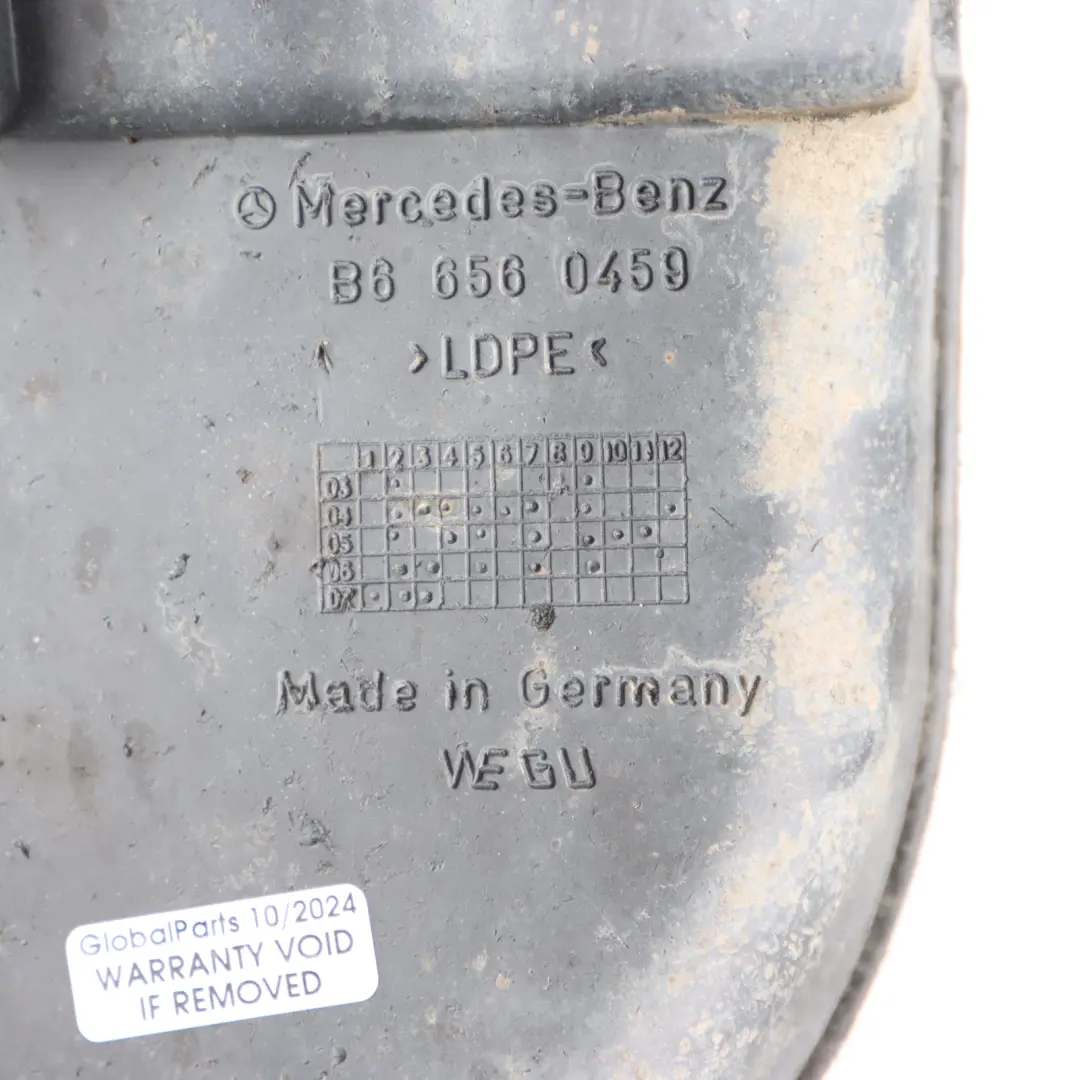 Mercedes-Benz
B6 656 0459
>LDPE<
1 2 3 4 5 6 7 8 9 10 11 12
03
04
05
06
07
Made in Germany
WEGU
GlobalParts 10/2024
WARRANTY VOID
IF REMOVED